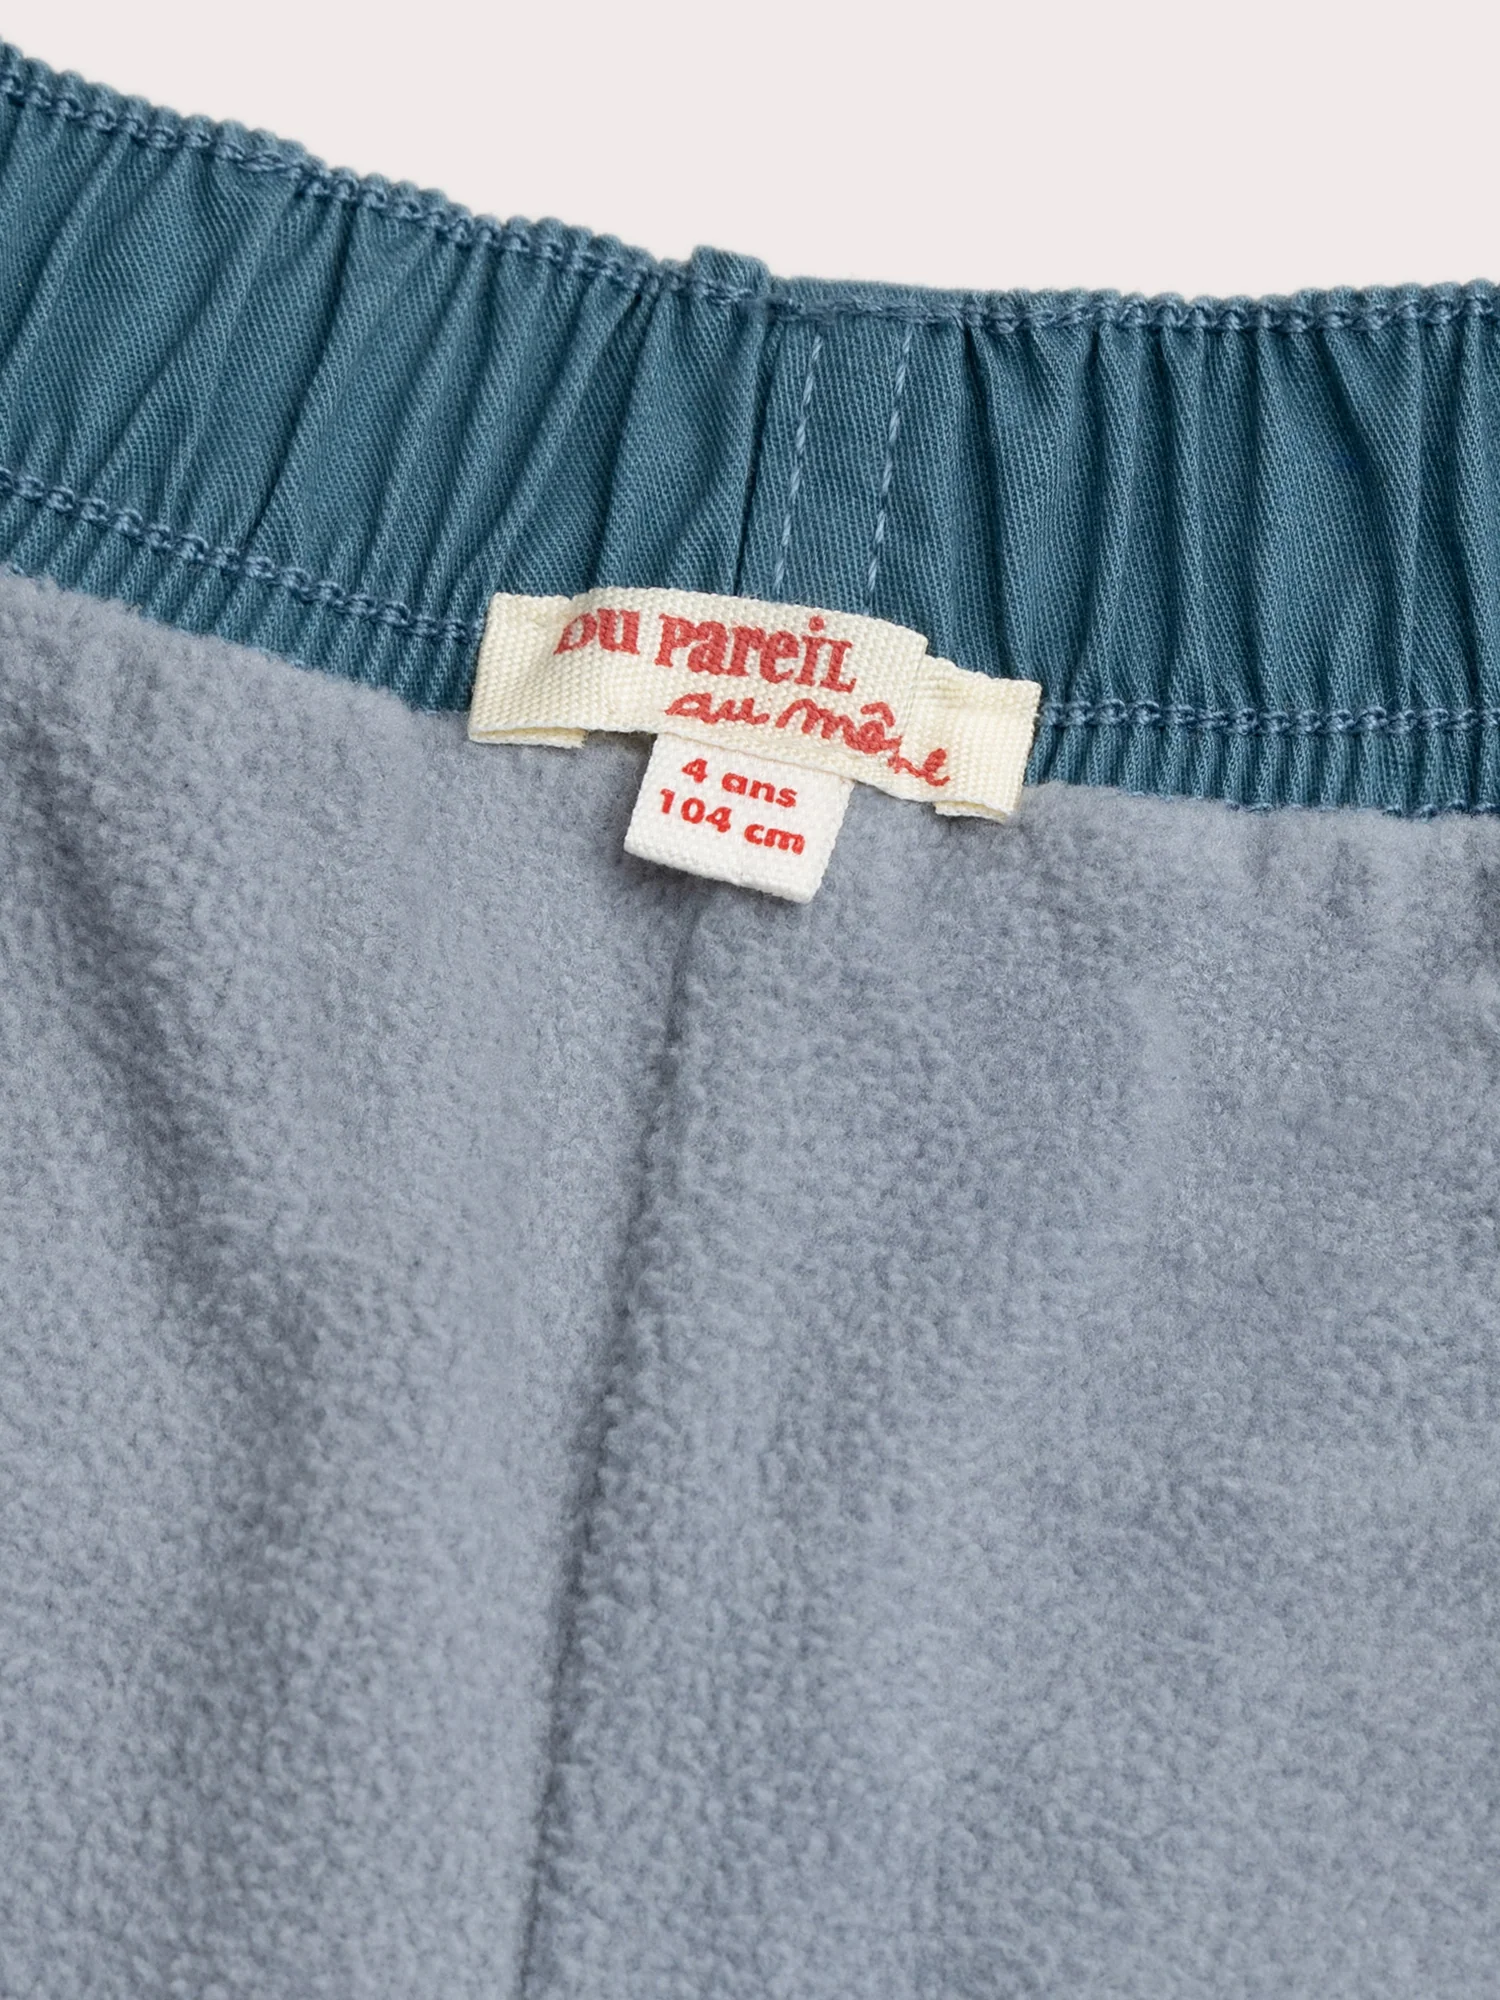 DU PAREIL
au même
4 ans
104 cm